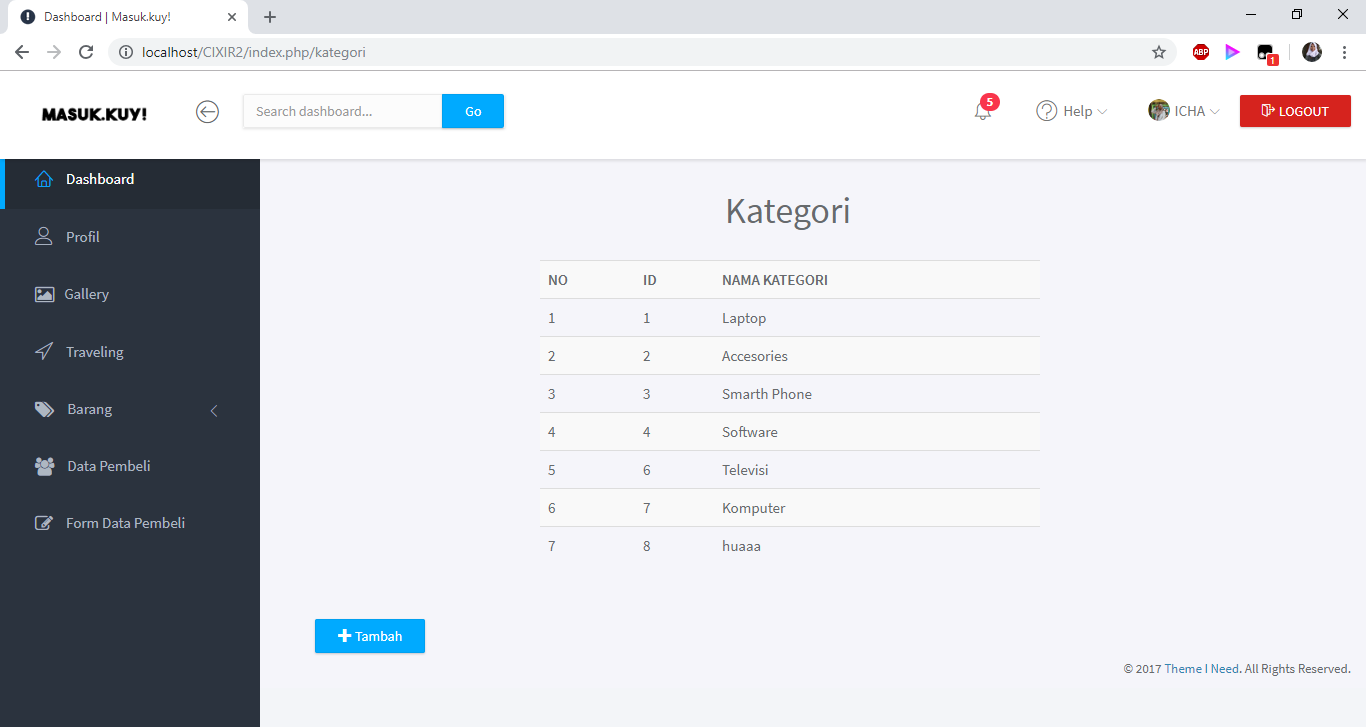 Dashboard | Masuk.kuy!
localhost/CIXIR2/index.php/kategori
ABP
1
MASUK.KUY!
Search dashboard...
Go
5
Help
ICHA
LOGOUT
Dashboard
Profil
Gallery
Traveling
Barang
Data Pembeli
Form Data Pembeli
Kategori
NO ID NAMA KATEGORI
1 1 Laptop
2 2 Accesories
3 3 Smarth Phone
4 4 Software
5 6 Televisi
6 7 Komputer
7 8 huaaa
Tambah
© 2017 Theme I Need. All Rights Reserved.